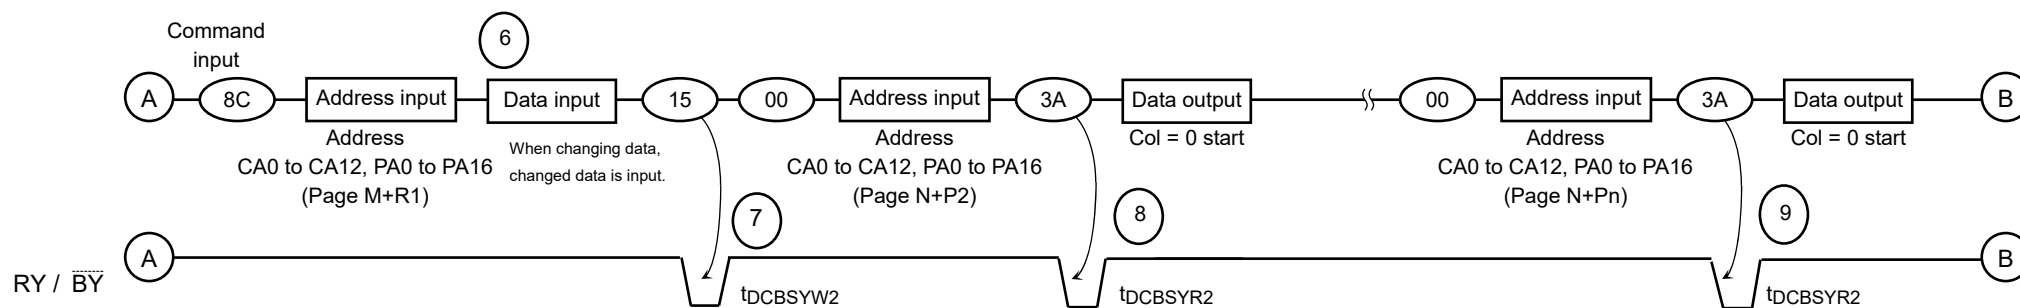 Command
input
6
A 8C Address input Data input 15 00 Address input 3A Data output 00 Address input 3A Data output B
Address
CA0 to CA12, PA0 to PA16
(Page M+R1)
When changing data,
changed data is input.
Address
CA0 to CA12, PA0 to PA16
(Page N+P2)
Col = 0 start
Address
CA0 to CA12, PA0 to PA16
(Page N+Pn)
Col = 0 start
7
8
9
A
B
RY / BY
tDCBSYW2
tDCBSYR2
tDCBSYR2